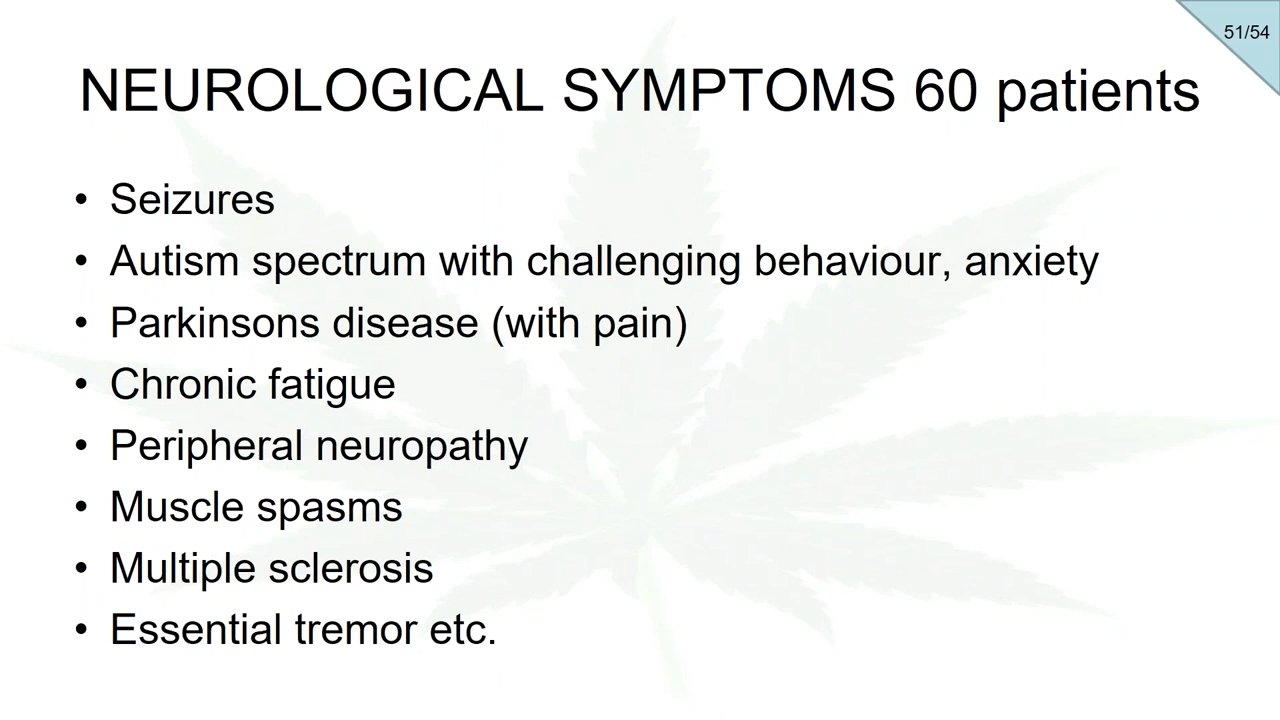 51/54
NEUROLOGICAL SYMPTOMS 60 patients
• Seizures
• Autism spectrum with challenging behaviour, anxiety
• Parkinsons disease (with pain)
• Chronic fatigue
• Peripheral neuropathy
• Muscle spasms
• Multiple sclerosis
• Essential tremor etc.